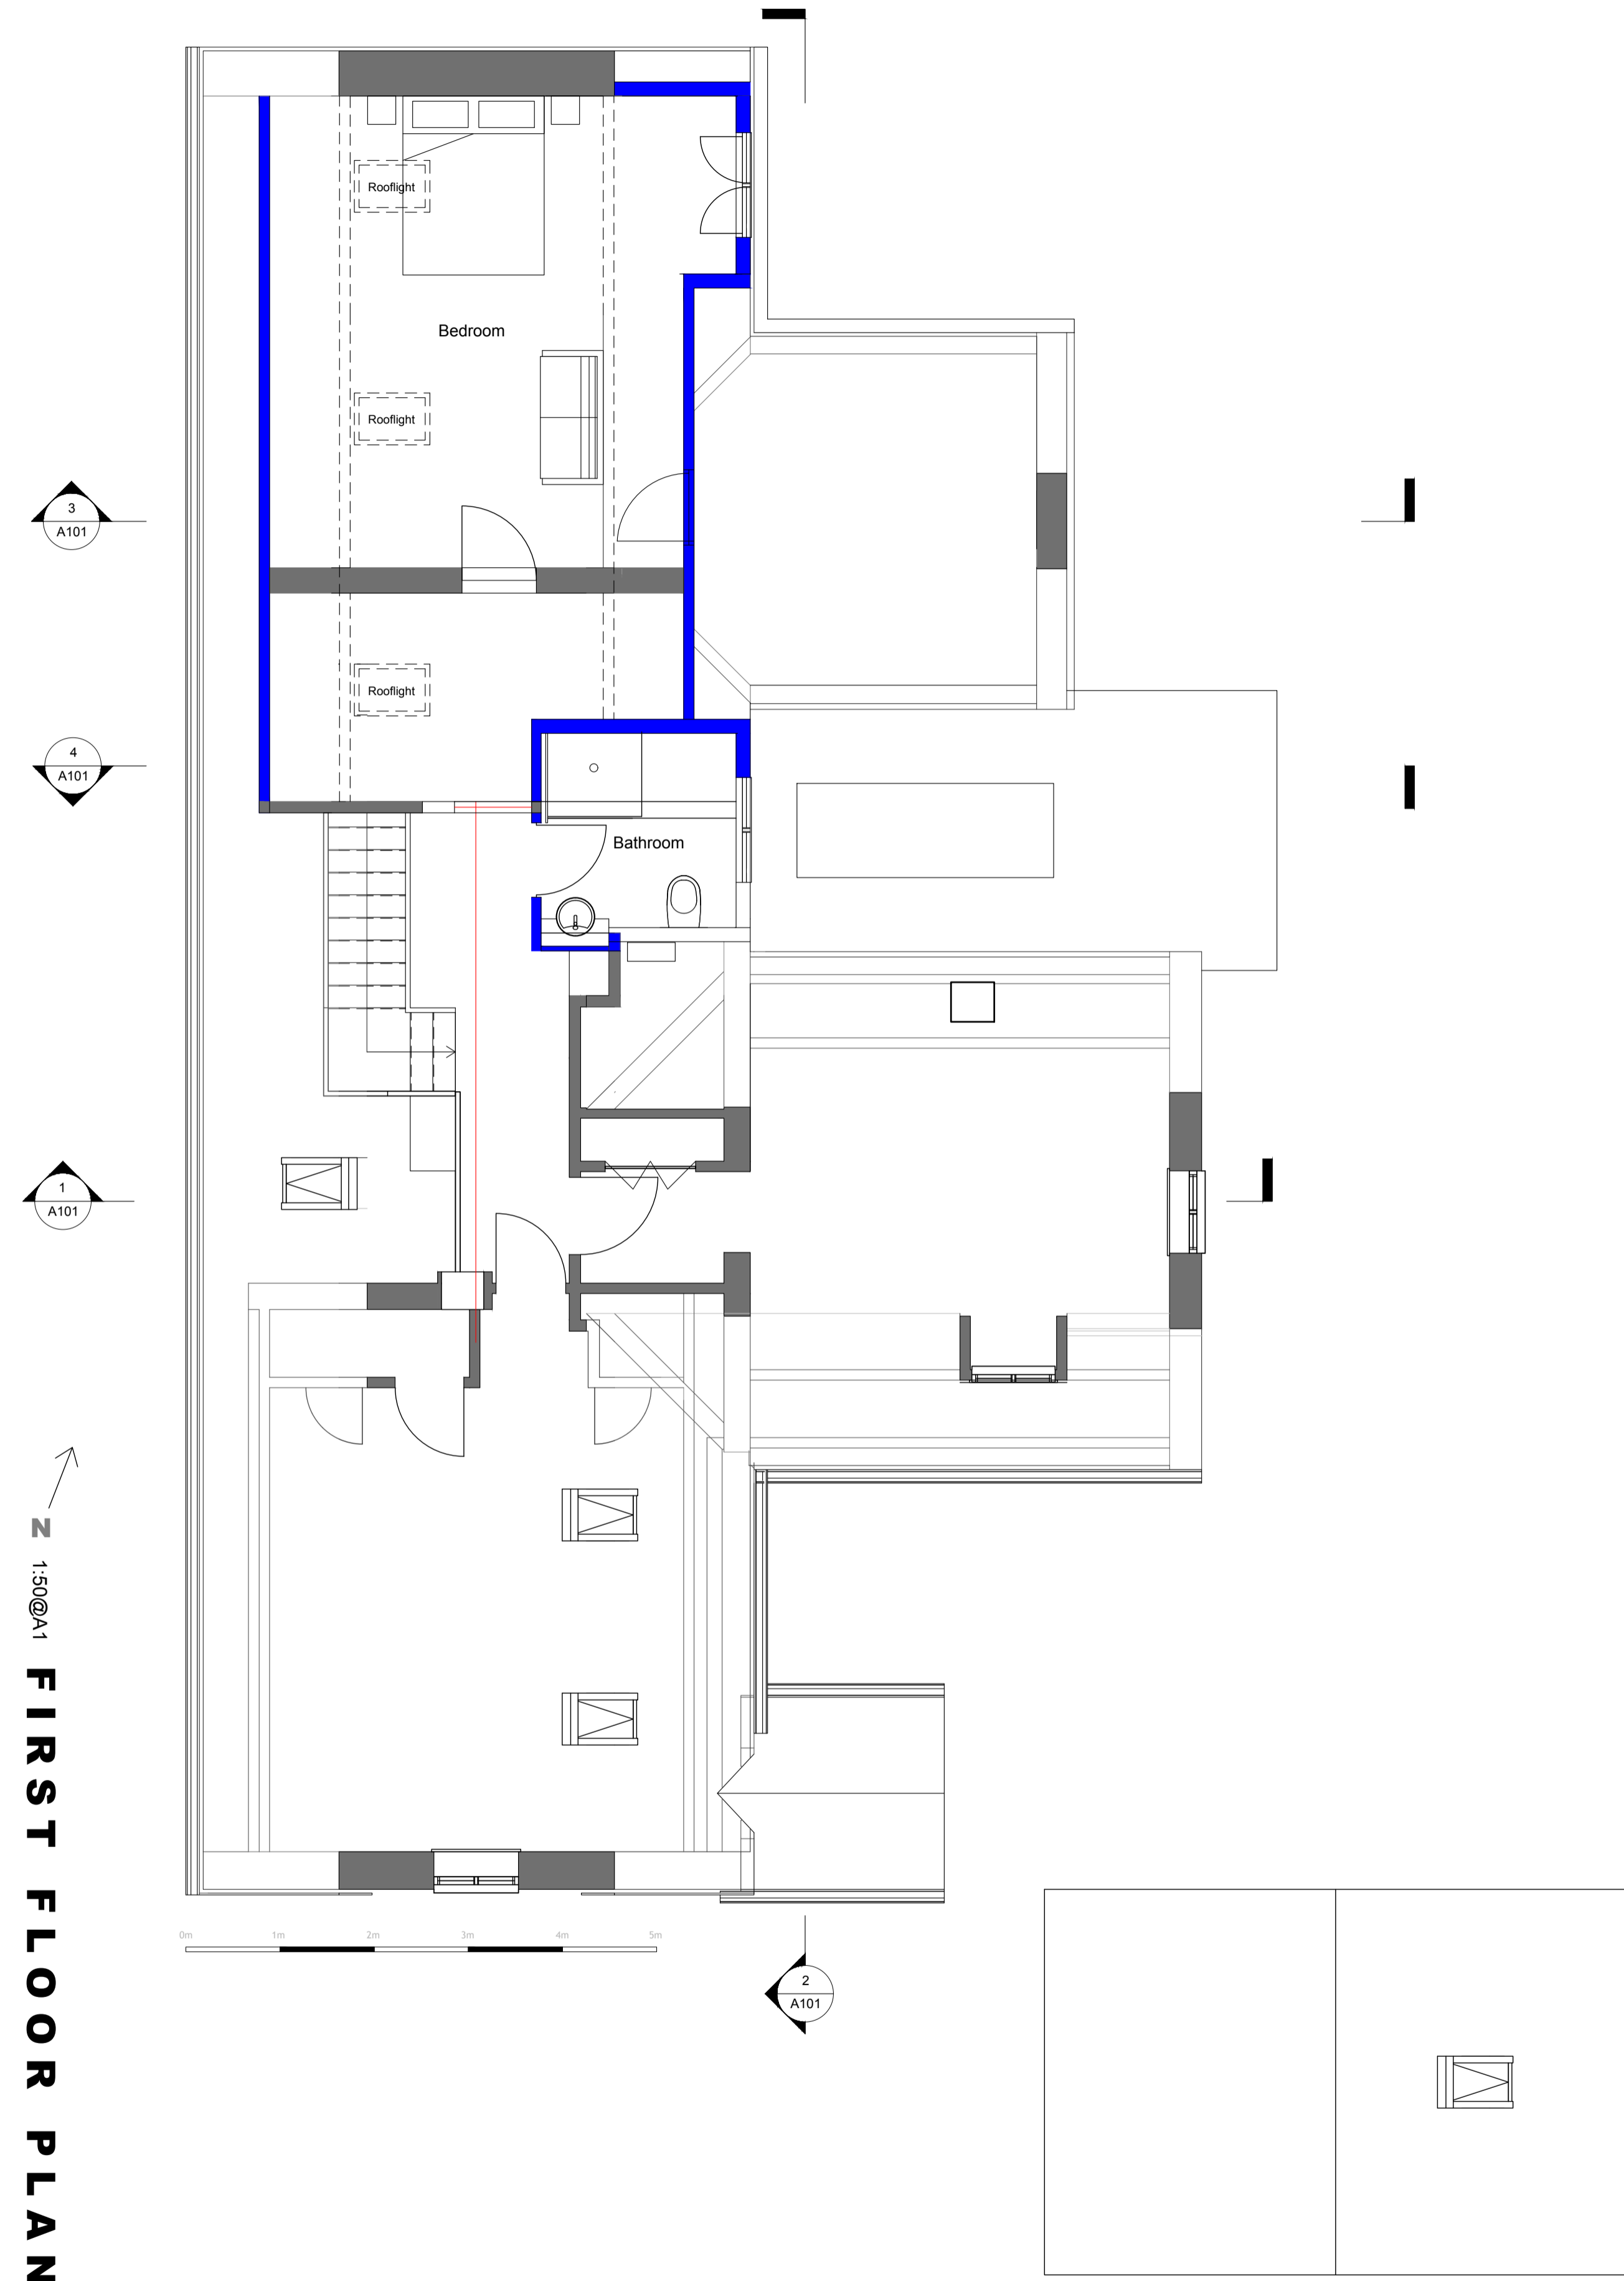 Rooflight
Bedroom
Rooflight
3
A101
Rooflight
4
A101
Bathroom
1
A101
N
1:50@A1
FIRST FLOOR PLAN
0m 1m 2m 3m 4m 5m
2
A101